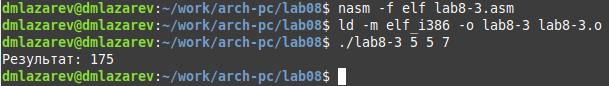 dmlazarev@dmlazarev:~/work/arch-pc/lab08$ nasm -f elf lab8-3.asm
dmlazarev@dmlazarev:~/work/arch-pc/lab08$ ld -m elf_i386 -o lab8-3 lab8-3.o
dmlazarev@dmlazarev:~/work/arch-pc/lab08$ ./lab8-3 5 5 7
Результат: 175
dmlazarev@dmlazarev:~/work/arch-pc/lab08$